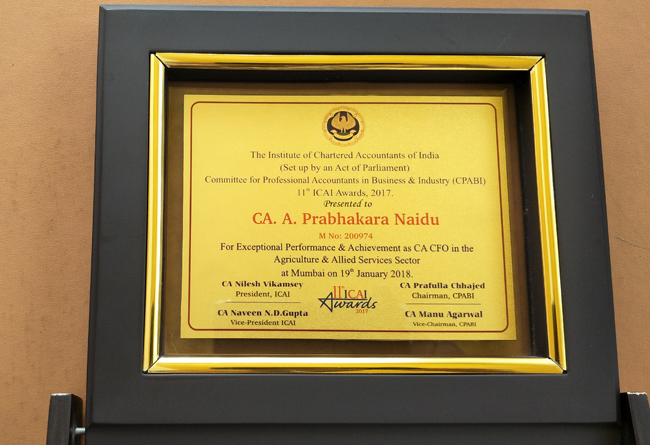 The Institute of Chartered Accountants of India
(Set up by an Act of Parliament)
Committee for Professional Accountants in Business & Industry (CPABI)
11th ICAI Awards, 2017.
Presented to
CA. A. Prabhakara Naidu
M No: 200974
For Exceptional Performance & Achievement as CA CFO in the
Agriculture & Allied Services Sector
at Mumbai on 19th January 2018.
CA Nilesh Vikamsey
President, ICAI
CA Prafulla Chhajed
Chairman, CPABI
11th ICAI
Awards
2017
CA Naveen N.D.Gupta
Vice-President ICAI
CA Manu Agarwal
Vice-Chairman, CPABI